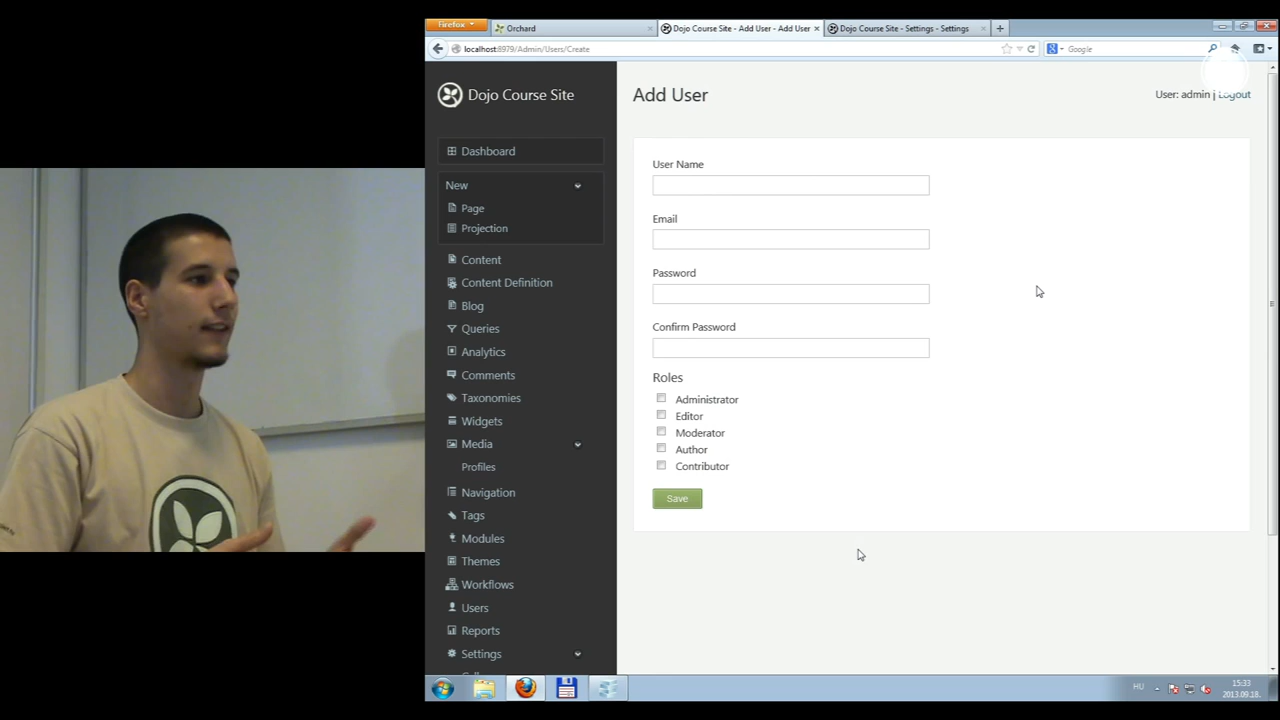 Firefox
Orchard
Dojo Course Site - Add User - Add User
Dojo Course Site - Settings - Settings
localhost:8979/Admin/Users/Create
Google
Dojo Course Site
Add User
User: admin | Logout
Dashboard
New
Page
Projection
Content
Content Definition
Blog
Queries
Analytics
Comments
Taxonomies
Widgets
Media
Profiles
Navigation
Tags
Modules
Themes
Workflows
Users
Reports
Settings
User Name
Email
Password
Confirm Password
Roles
Administrator
Editor
Moderator
Author
Contributor
Save
HU
15:33
2013.09.18.